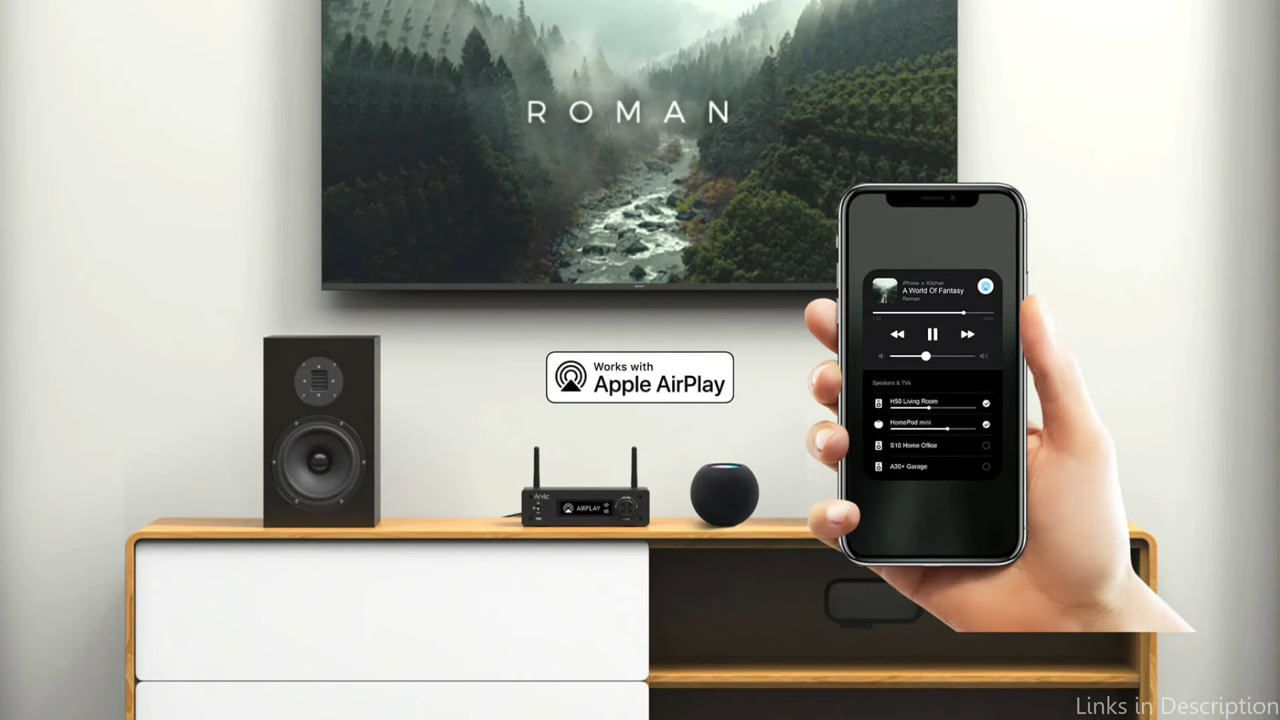 ROMAN
iPhone + Kitchen
A World Of Fantasy
Roman
Speakers & TVs
H50 Living Room
HomePod mini
S10 Home Office
A30+ Garage
Works with
Apple AirPlay
Arylic
AIRPLAY
Links in Description